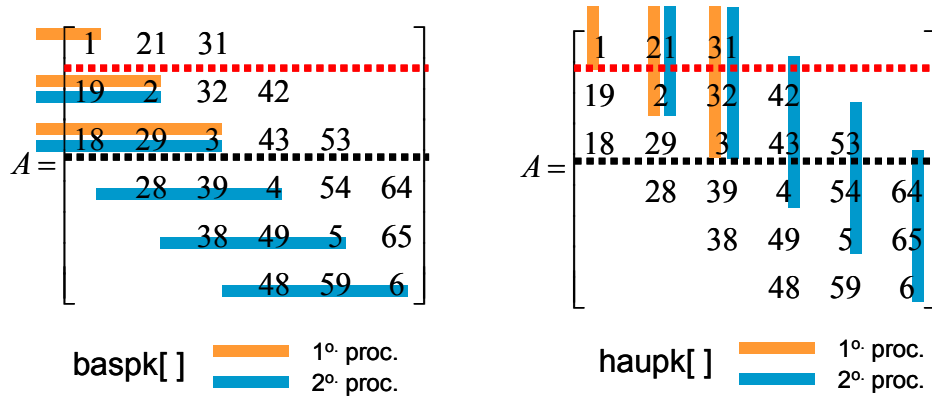 1 21 31
19 2 32 42
18 29 3 43 53
A =
28 39 4 54 64
38 49 5 65
48 59 6
baspk[ ]
1º. proc.
2º. proc.
1 21 31
19 2 32 42
18 29 3 43 53
A =
28 39 4 54 64
38 49 5 65
48 59 6
haupk[ ]
1º. proc.
2º. proc.